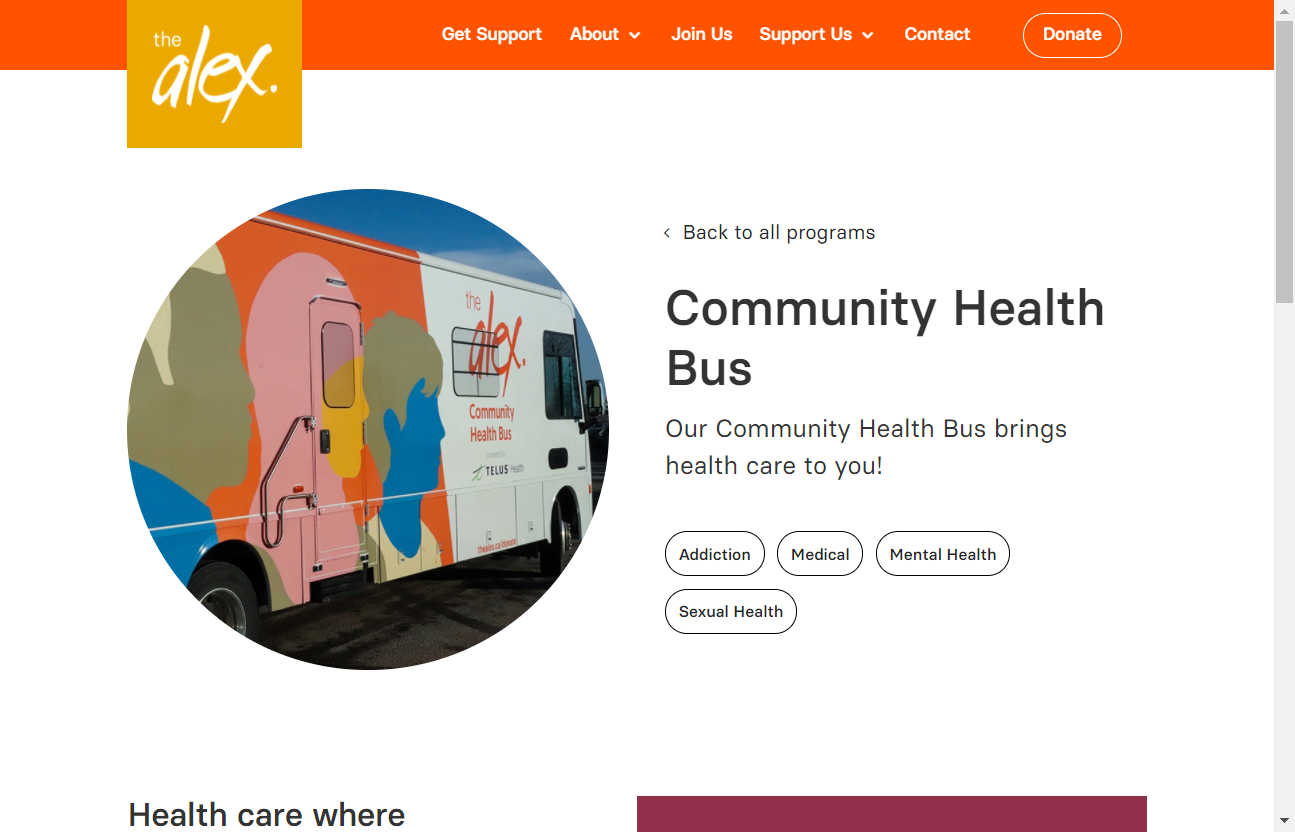 the
alex.
Get Support
About
Join Us
Support Us
Contact
Donate
< Back to all programs
Community Health
Bus
Our Community Health Bus brings
health care to you!
Addiction
Medical
Mental Health
Sexual Health
the
alex.
Community
Health Bus
TELUS Health
thealex.ca/donate
Health care where